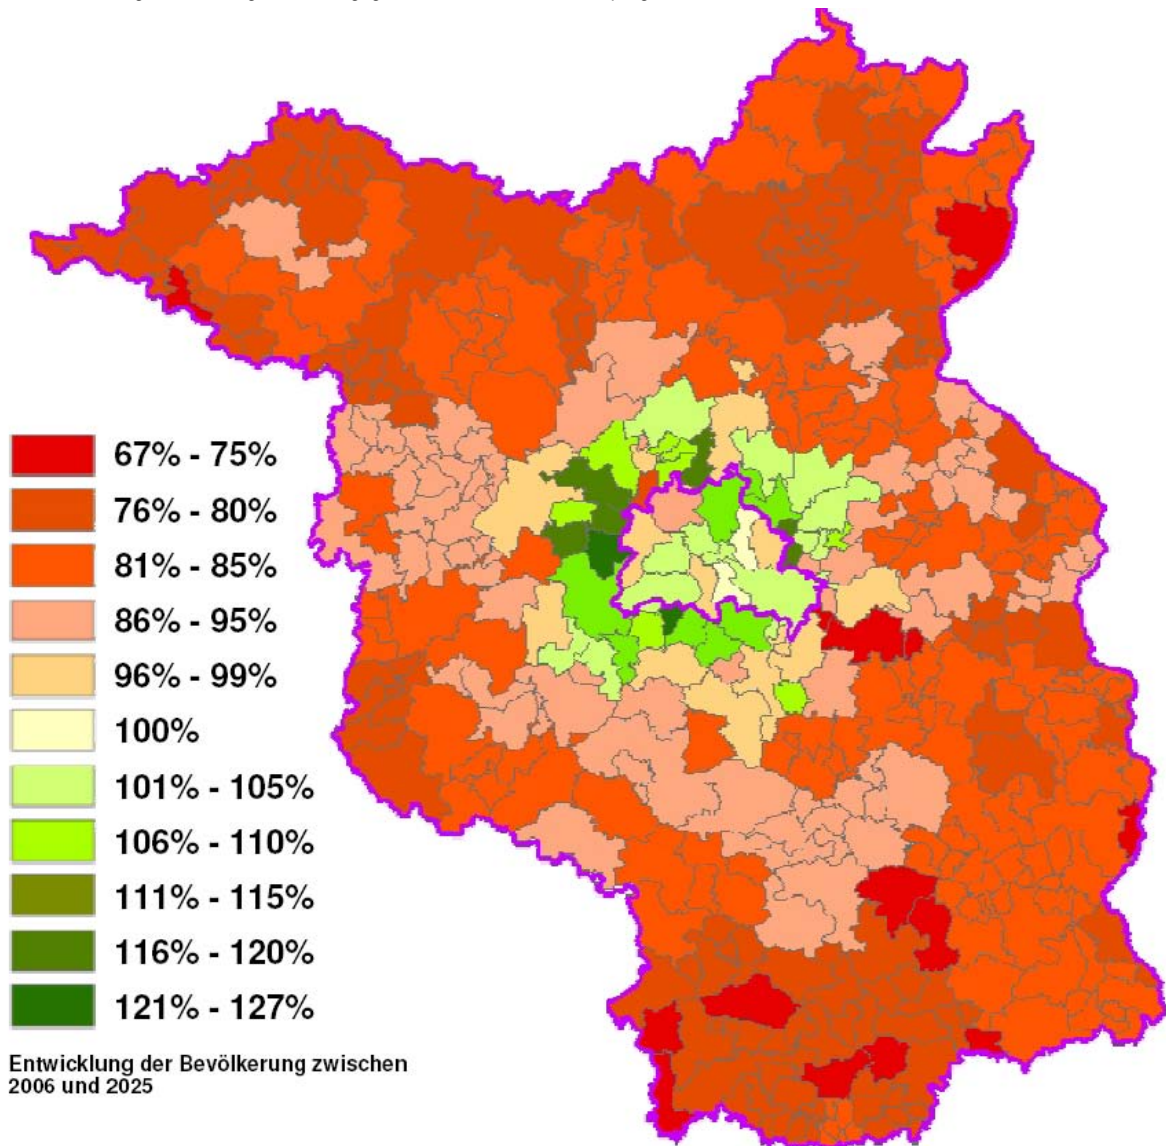 67% - 75%
76% - 80%
81% - 85%
86% - 95%
96% - 99%
100%
101% - 105%
106% - 110%
111% - 115%
116% - 120%
121% - 127%
Entwicklung der Bevölkerung zwischen
2006 und 2025